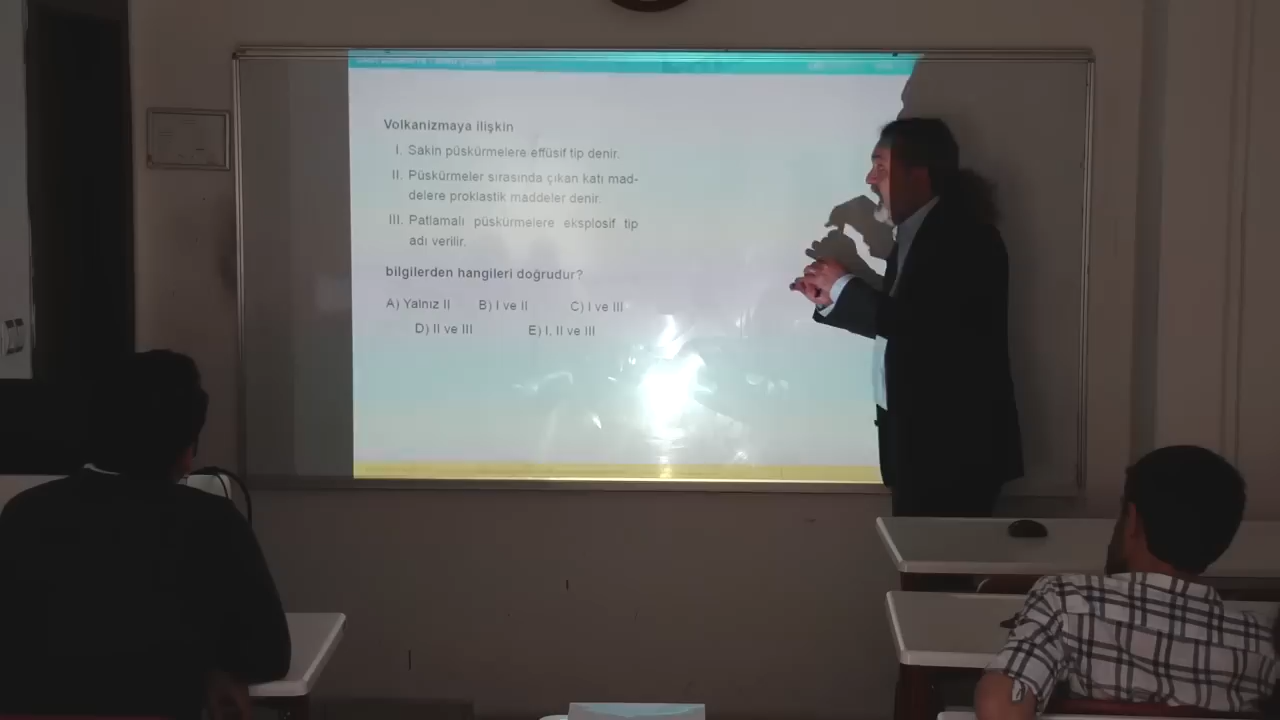 Volkanizmaya ilişkin
I. Sakin püskürmelere effüsif tip denir.
II. Püskürmeler sırasında çıkan katı mad-
delere proklastik maddeler denir.
III. Patlamalı püskürmelere eksplosif tip
adı verilir.
bilgilerden hangileri doğrudur?
A) Yalnız II B) I ve II C) I ve III
D) II ve III E) I, II ve III